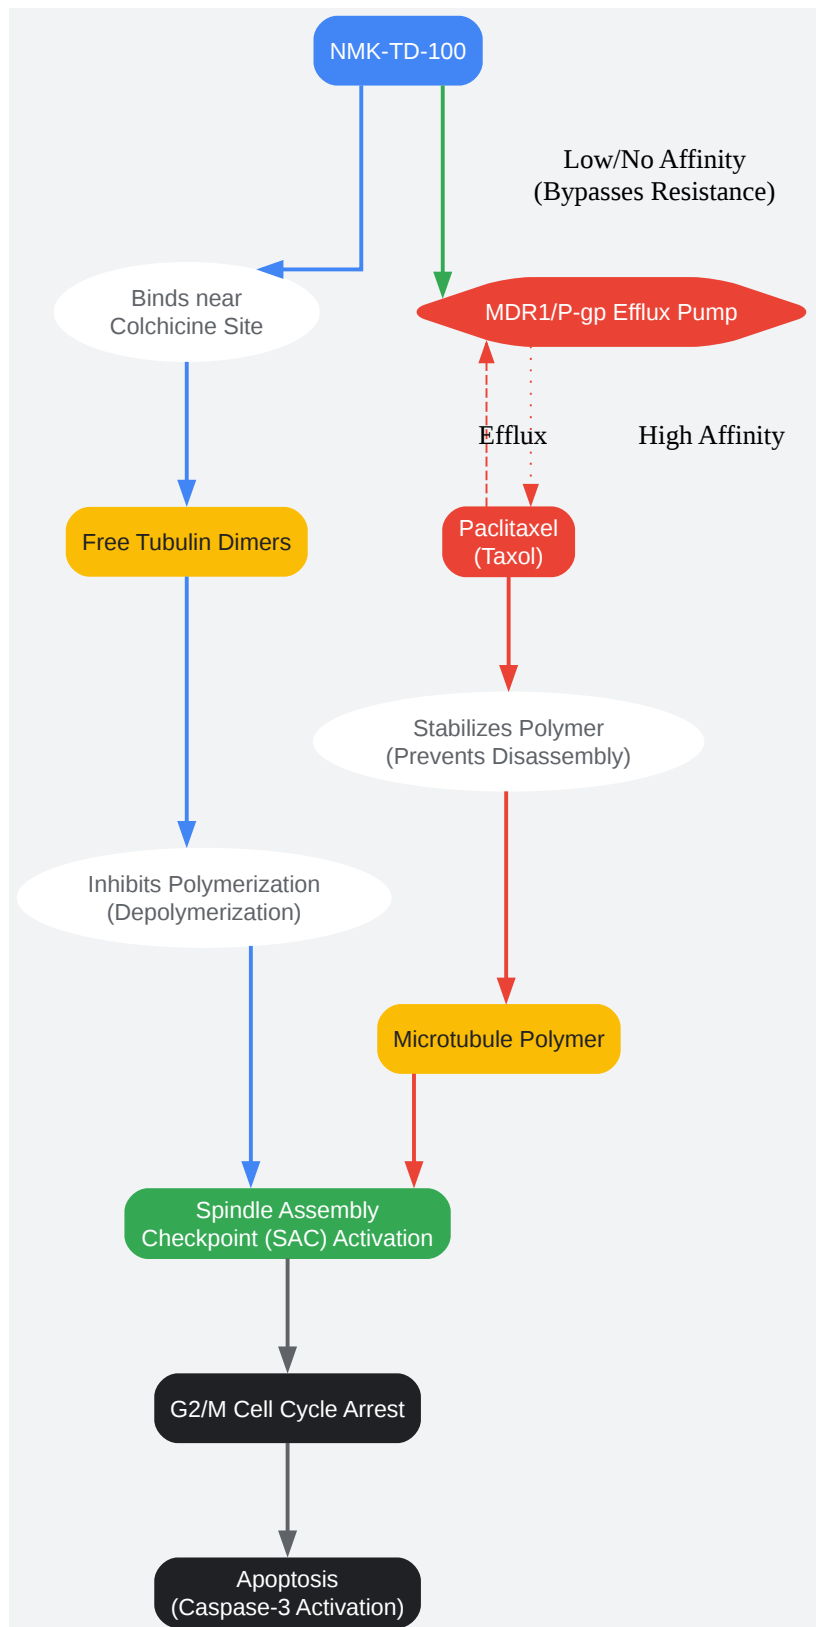 NMK-TD-100
Low/No Affinity
(Bypasses Resistance)
Binds near
Colchicine Site
MDR1/P-gp Efflux Pump
Efflux
High Affinity
Free Tubulin Dimers
Paclitaxel
(Taxol)
Stabilizes Polymer
(Prevents Disassembly)
Inhibits Polymerization
(Depolymerization)
Microtubule Polymer
Spindle Assembly
Checkpoint (SAC) Activation
G2/M Cell Cycle Arrest
Apoptosis
(Caspase-3 Activation)